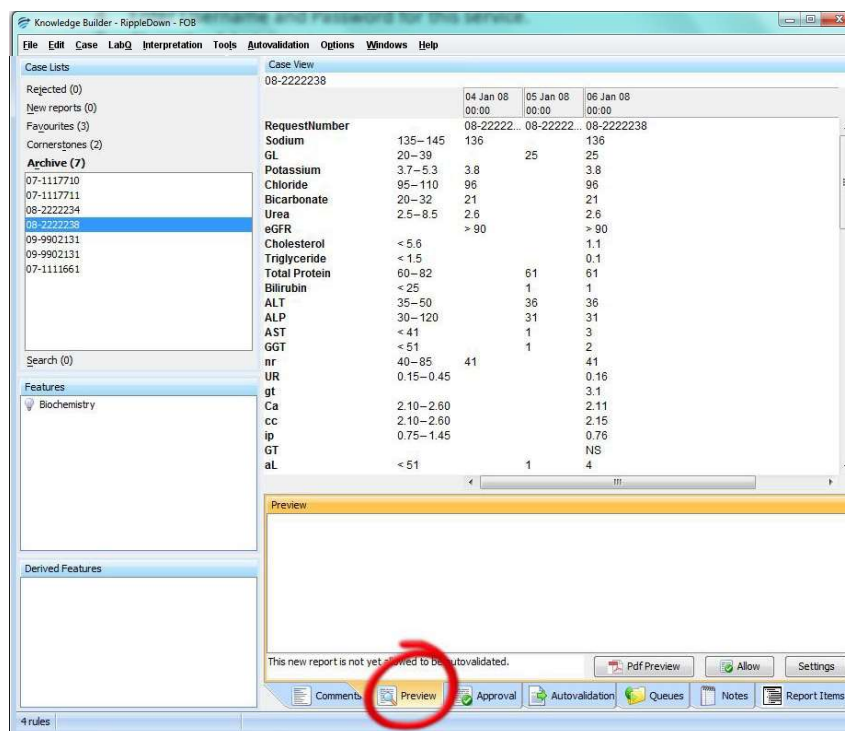 Enter Username and Password for this service.
Knowledge Builder - RippleDown - FOB
File Edit Case LabQ Interpretation Tools Autovalidation Options Windows Help
Case Lists
Rejected (0)
New reports (0)
Favourites (3)
Cornerstones (2)
Archive (7)
07-1117710
07-1117711
08-2222234
08-2222238
09-9902131
09-9902131
07-1111661
Search (0)
Features
Biochemistry
Derived Features
Case View
08-2222238
04 Jan 08 05 Jan 08 06 Jan 08
00:00 00:00 00:00
RequestNumber 08-22222... 08-22222... 08-2222238
Sodium 135-145 136 136
GL 20-39 25 25
Potassium 3.7-5.3 3.8 3.8
Chloride 95-110 96 96
Bicarbonate 20-32 21 21
Urea 2.5-8.5 2.6 2.6
eGFR > 90 > 90
Cholesterol < 5.6 1.1
Triglyceride < 1.5 0.1
Total Protein 60-82 61 61
Bilirubin < 25 1 1
ALT 35-50 36 36
ALP 30-120 31 31
AST < 41 1 3
GGT < 51 1 2
nr 40-85 41 41
UR 0.15-0.45 0.16
gt 3.1
Ca 2.10-2.60 2.11
cc 2.10-2.60 2.15
ip 0.75-1.45 0.76
GT NS
aL < 51 1 4
Preview
This new report is not yet allowed to be autovalidated.
Pdf Preview Allow Settings
Comments Preview Approval Autovalidation Queues Notes Report Items
4 rules